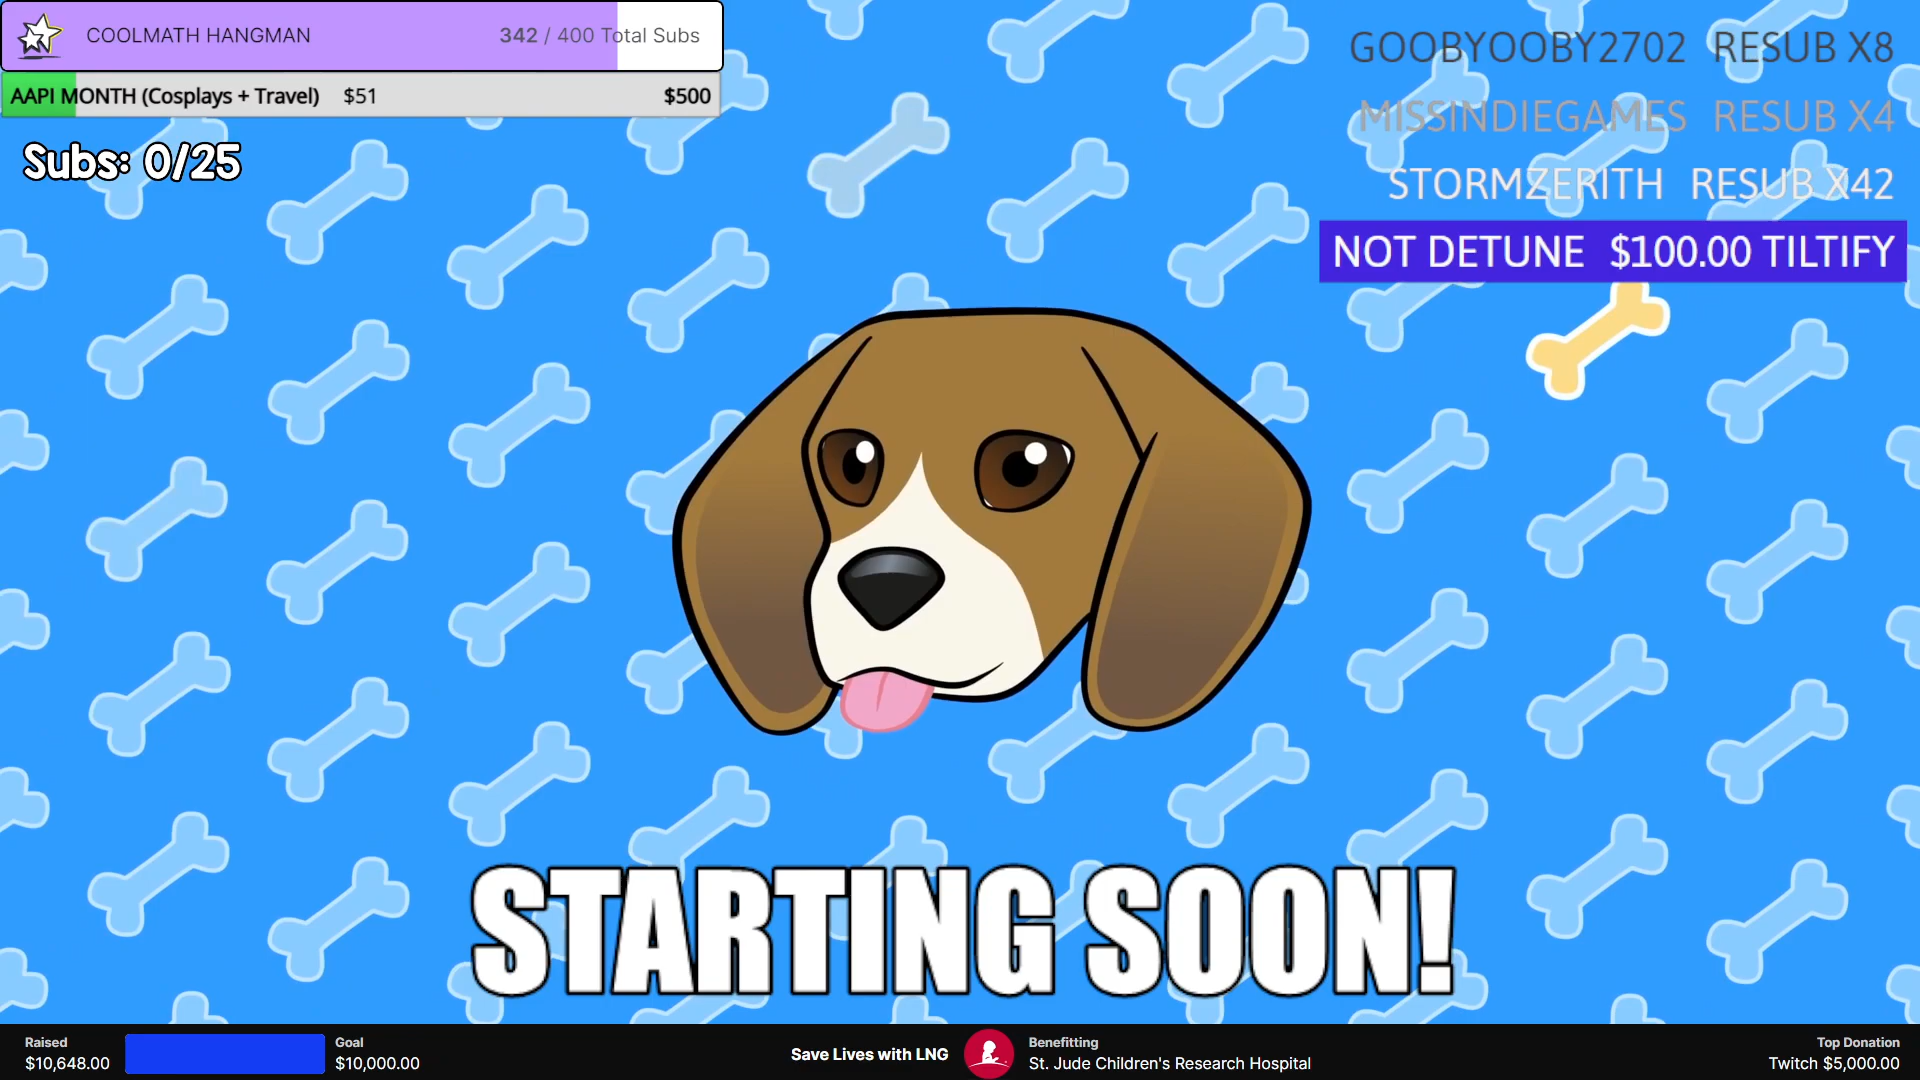 COOLMATH HANGMAN 342 / 400 Total Subs
AAPI MONTH (Cosplays + Travel) $51 $500
Subs: 0/25
GOOBYOOBY2702 RESUB X8
MISSINDIEGAMES RESUB X4
STORMZERITH RESUB X42
NOT DETUNE $100.00 TILTIFY
STARTING SOON!
Raised
$10,648.00
Goal
$10,000.00
Save Lives with LNG
Benefitting
St. Jude Children's Research Hospital
Top Donation
Twitch $5,000.00